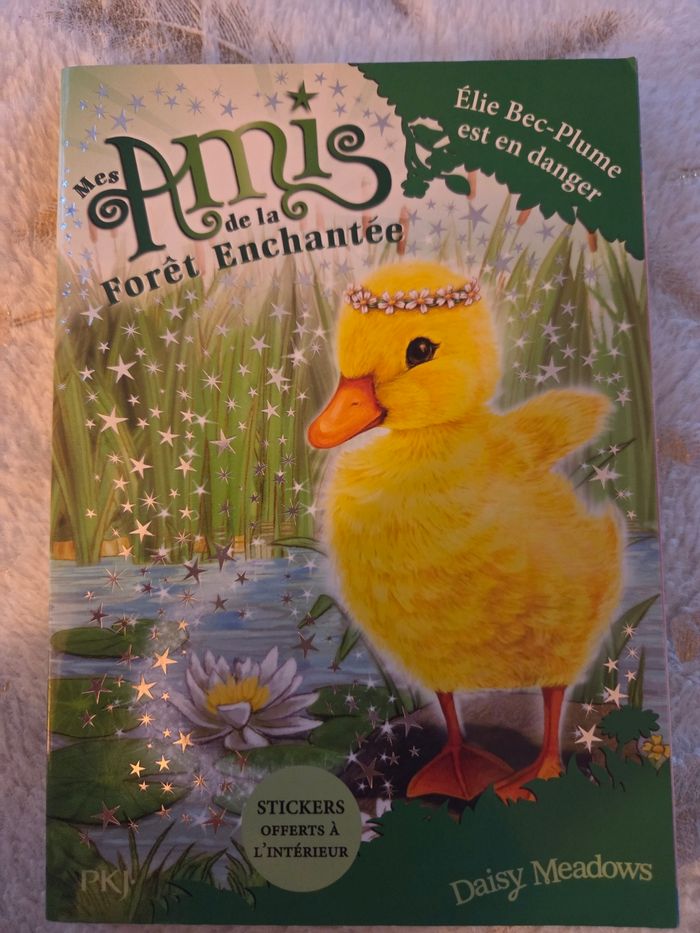 Mes
Amis
de la
Forêt Enchantée
Élie Bec-Plume
est en danger
STICKERS
OFFERTS À
L'INTÉRIEUR
PKJ
Daisy Meadows